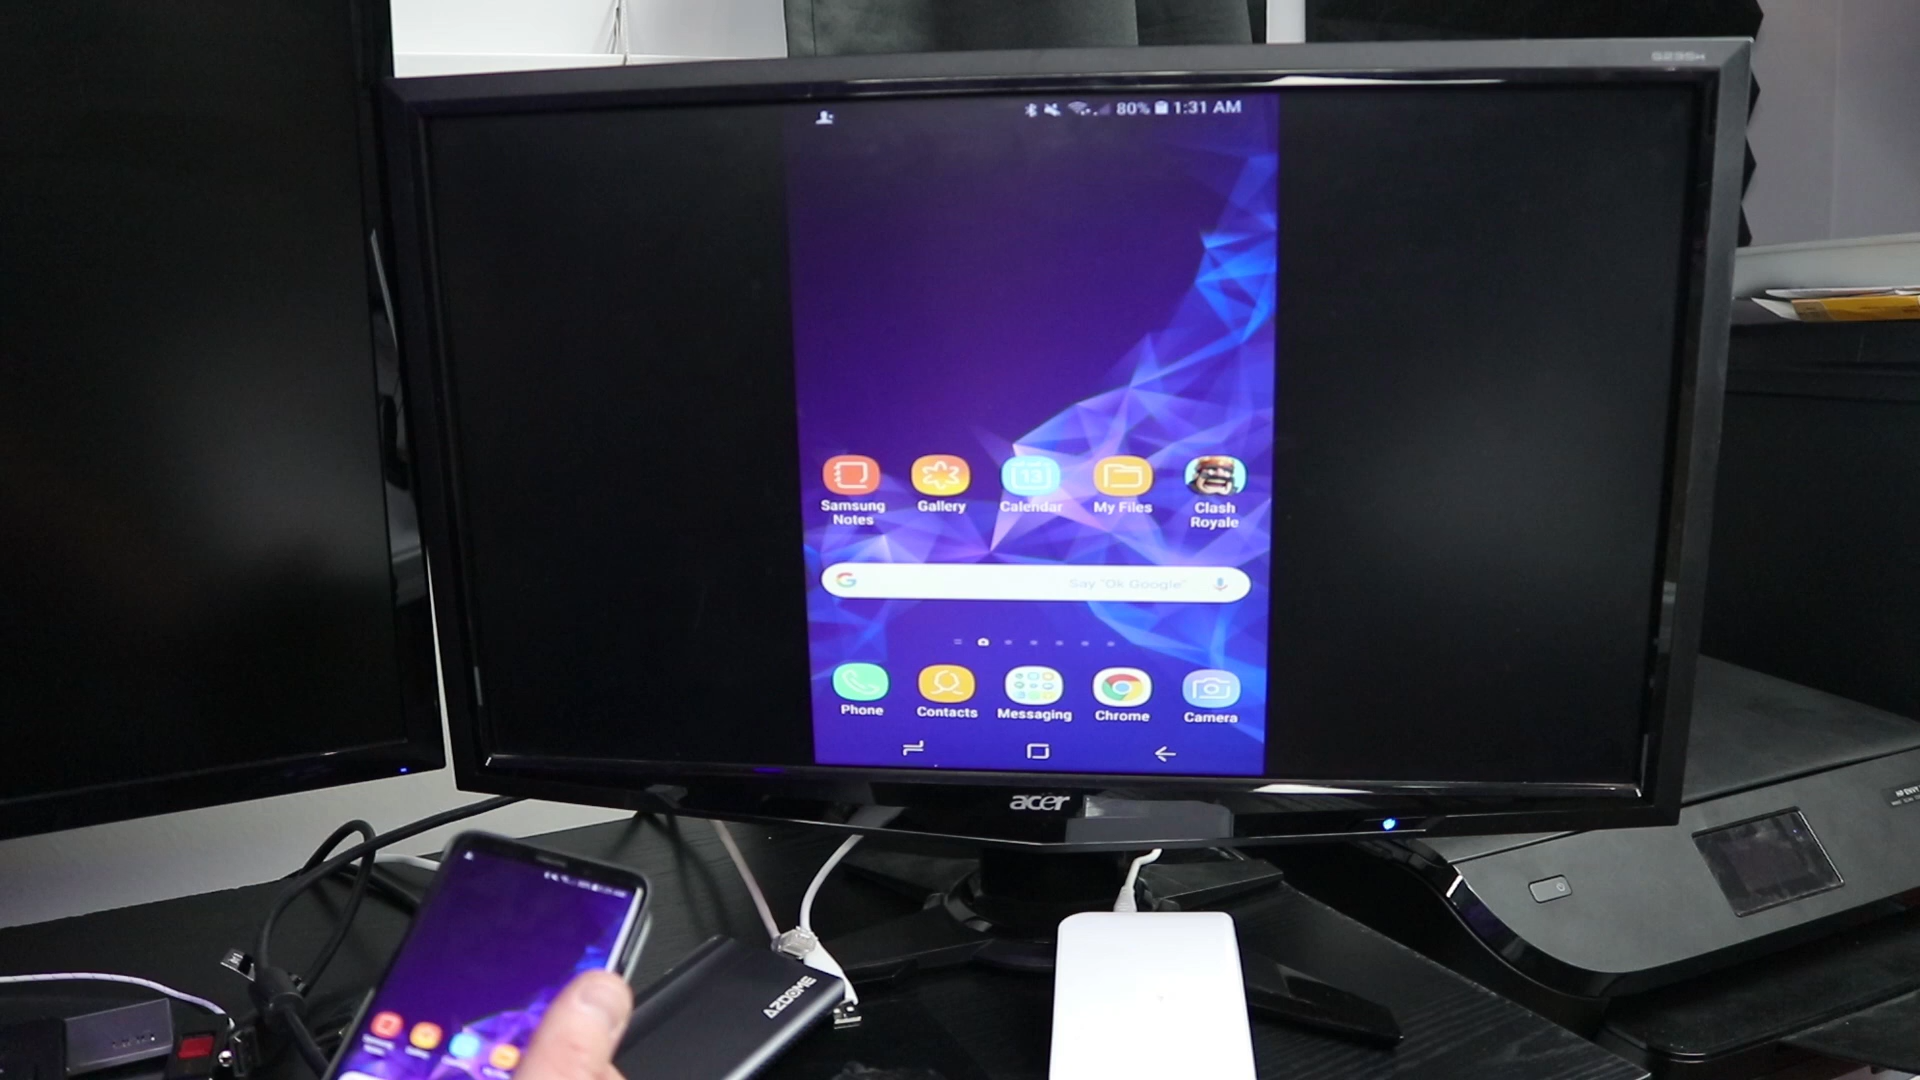 80% 1:31 AM
13
Samsung
Notes
Gallery
Calendar
My Files
Clash
Royale
G
Say "Ok Google"
Phone
Contacts
Messaging
Chrome
Camera
acer
AZDOME